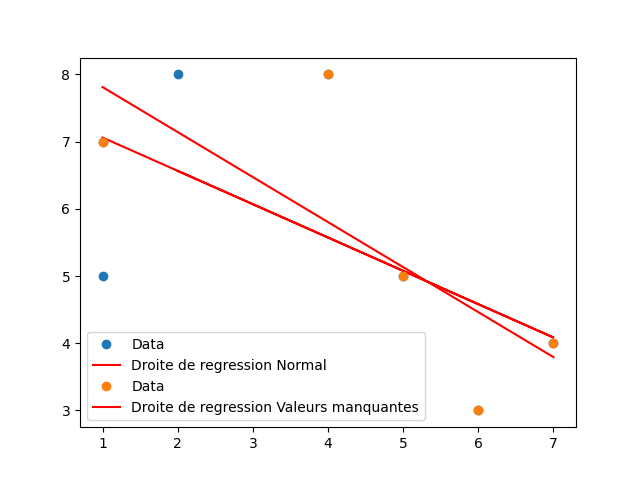 8
7
6
5
4
3
Data
Droite de regression Normal
Data
Droite de regression Valeurs manquantes
1 2 3 4 5 6 7